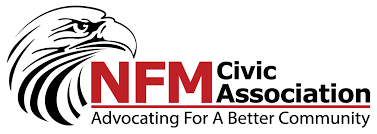 NFM Civic
Association
Advocating For A Better Community